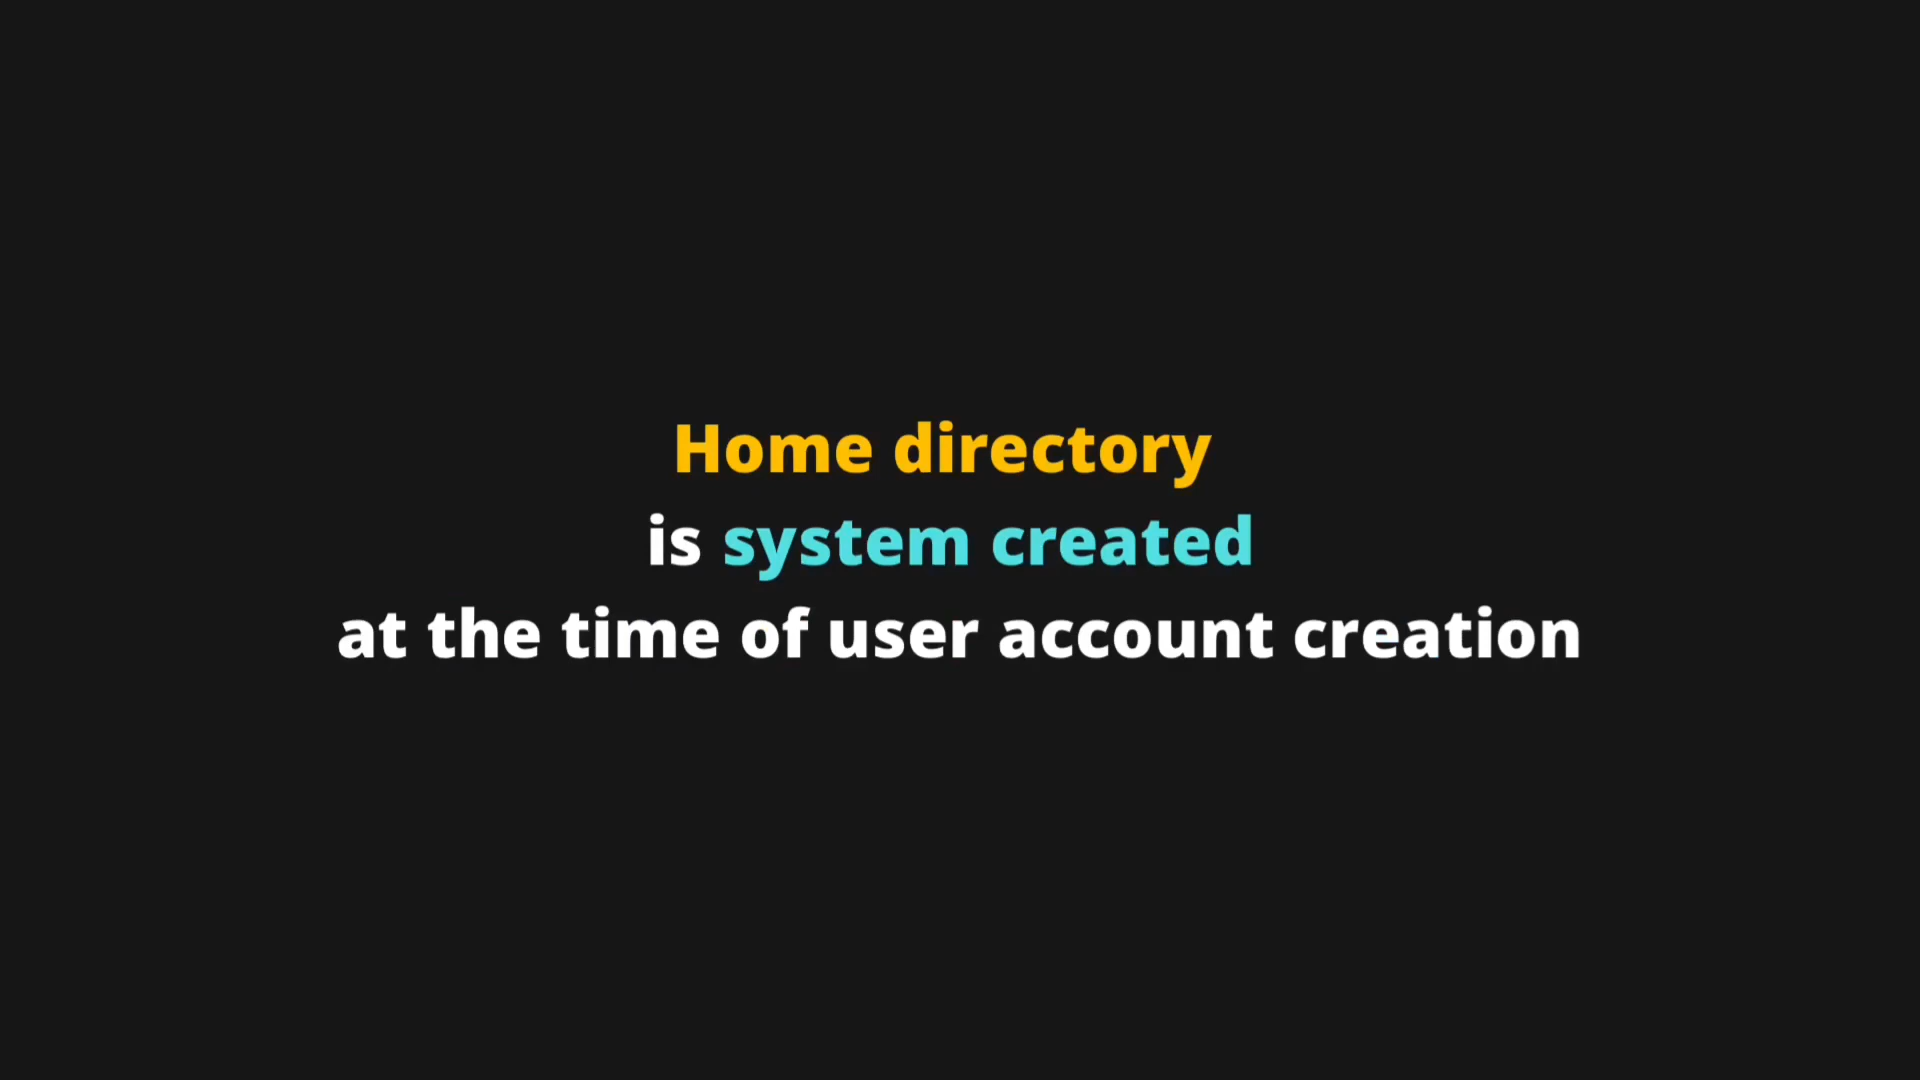 Home directory
is system created
at the time of user account creation